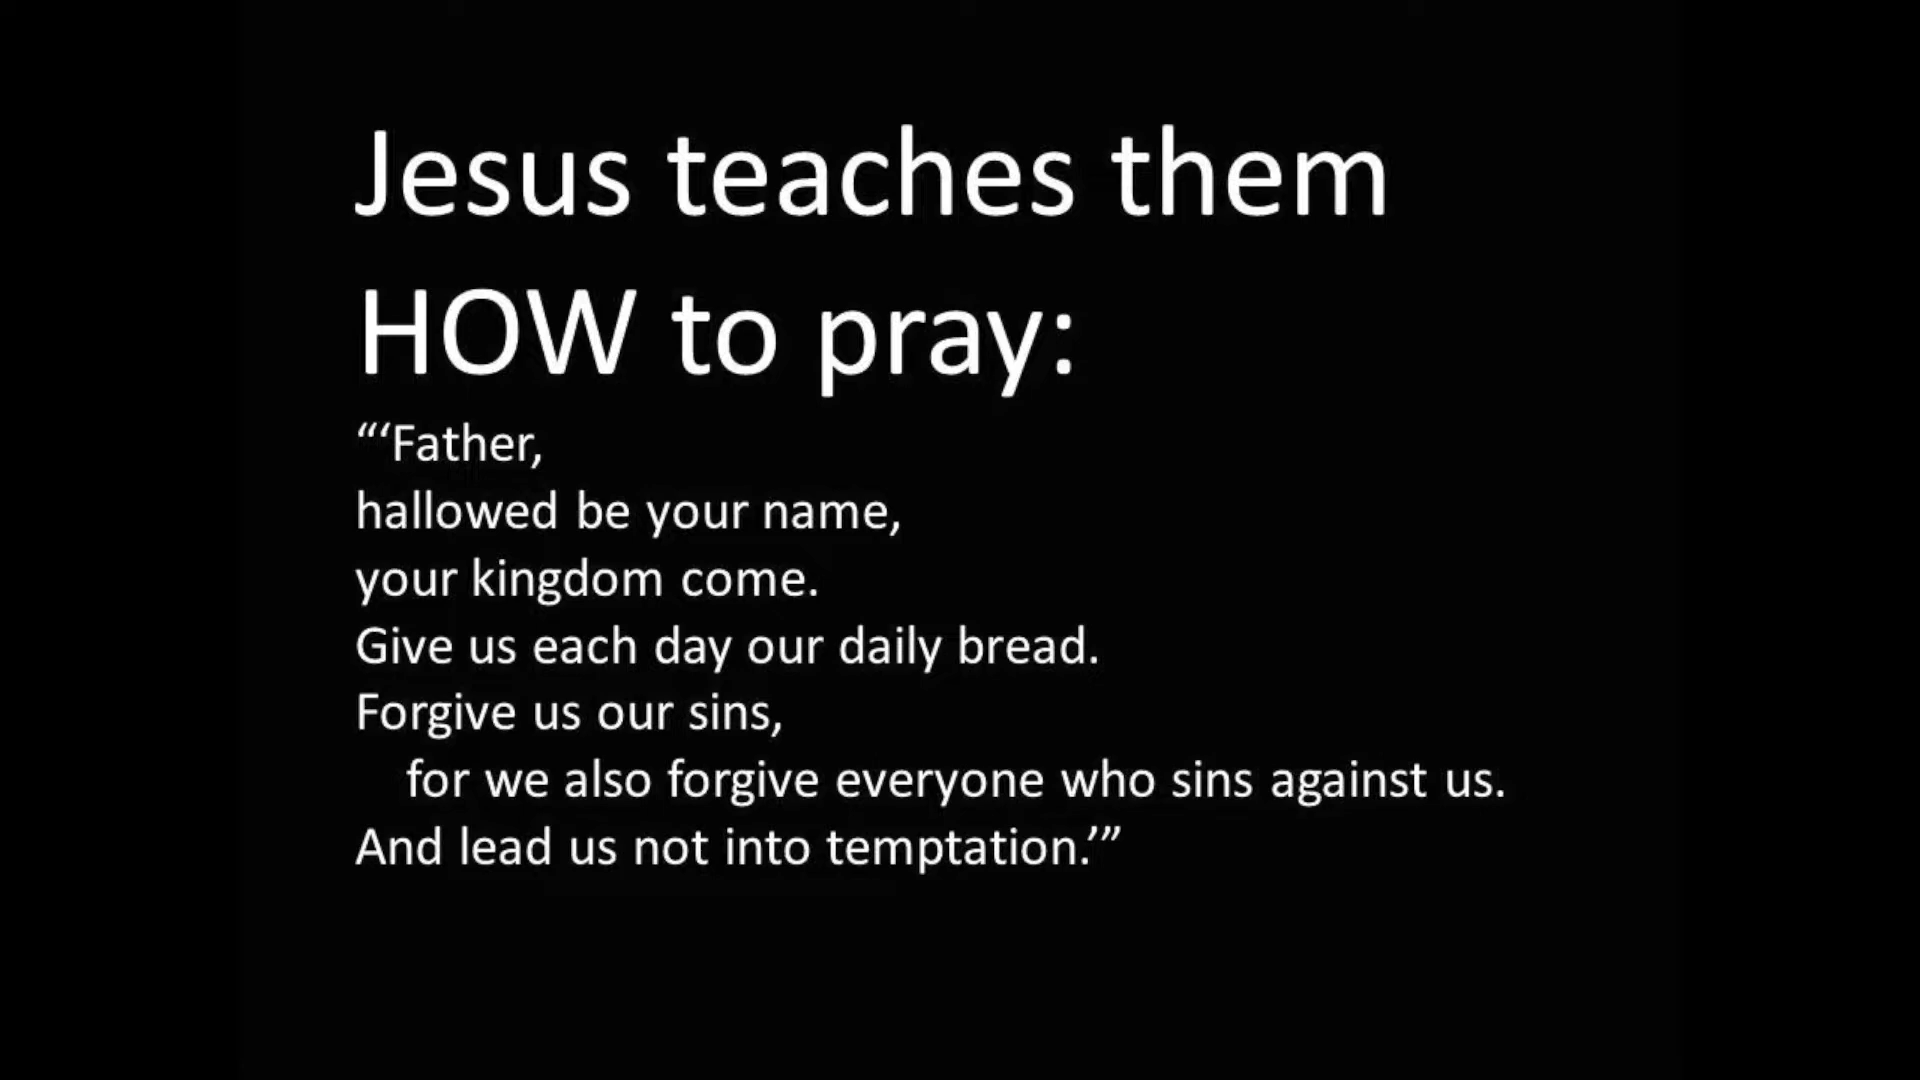 Jesus teaches them
HOW to pray:
“‘Father,
hallowed be your name,
your kingdom come.
Give us each day our daily bread.
Forgive us our sins,
for we also forgive everyone who sins against us.
And lead us not into temptation.’”